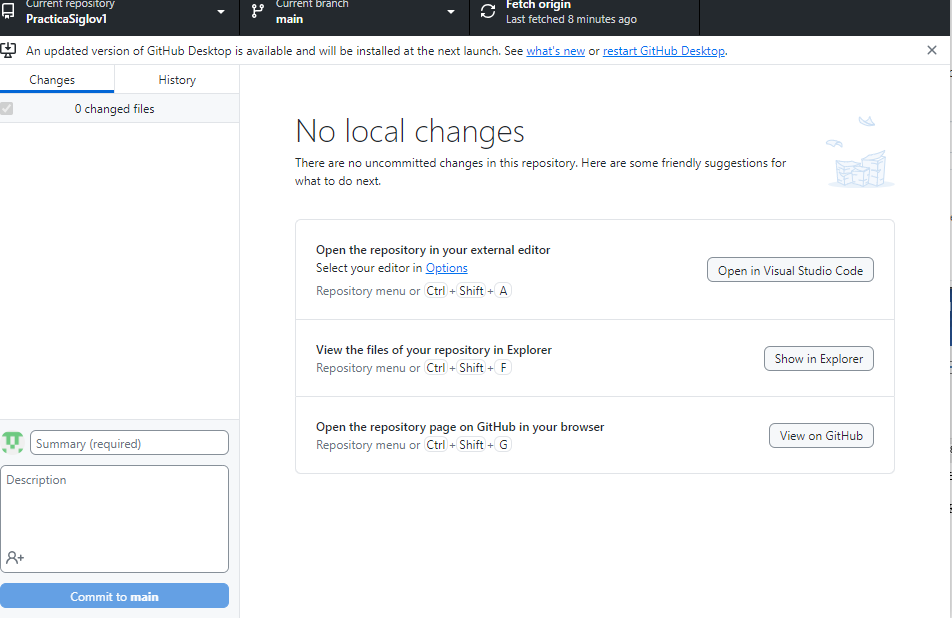 Current repository
PracticaSiglov1
Current branch
main
Fetch origin
Last fetched 8 minutes ago
An updated version of GitHub Desktop is available and will be installed at the next launch. See what's new or restart GitHub Desktop.
Changes
History
0 changed files
No local changes
There are no uncommitted changes in this repository. Here are some friendly suggestions for
what to do next.
Open the repository in your external editor
Select your editor in Options
Repository menu or Ctrl + Shift + A
Open in Visual Studio Code
View the files of your repository in Explorer
Repository menu or Ctrl + Shift + F
Show in Explorer
Open the repository page on GitHub in your browser
Repository menu or Ctrl + Shift + G
View on GitHub
Summary (required)
Description
Commit to main